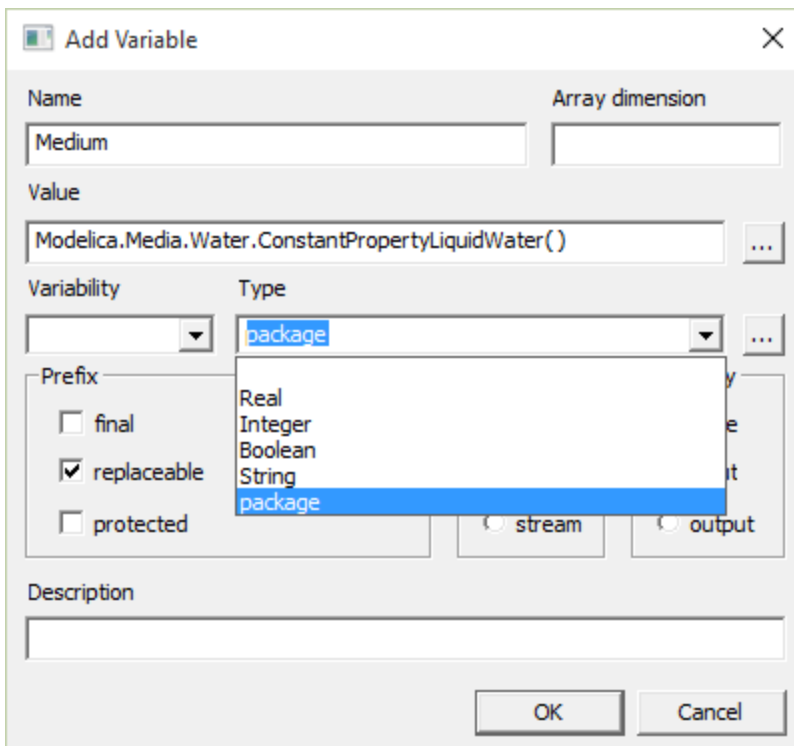 Add Variable
Name
Array dimension
Medium
Value
Modelica.Media.Water.ConstantPropertyLiquidWater()
...
Variability
Type
package
...
Prefix
final
replaceable
protected
Real
Integer
Boolean
String
package
stream
output
Description
OK
Cancel